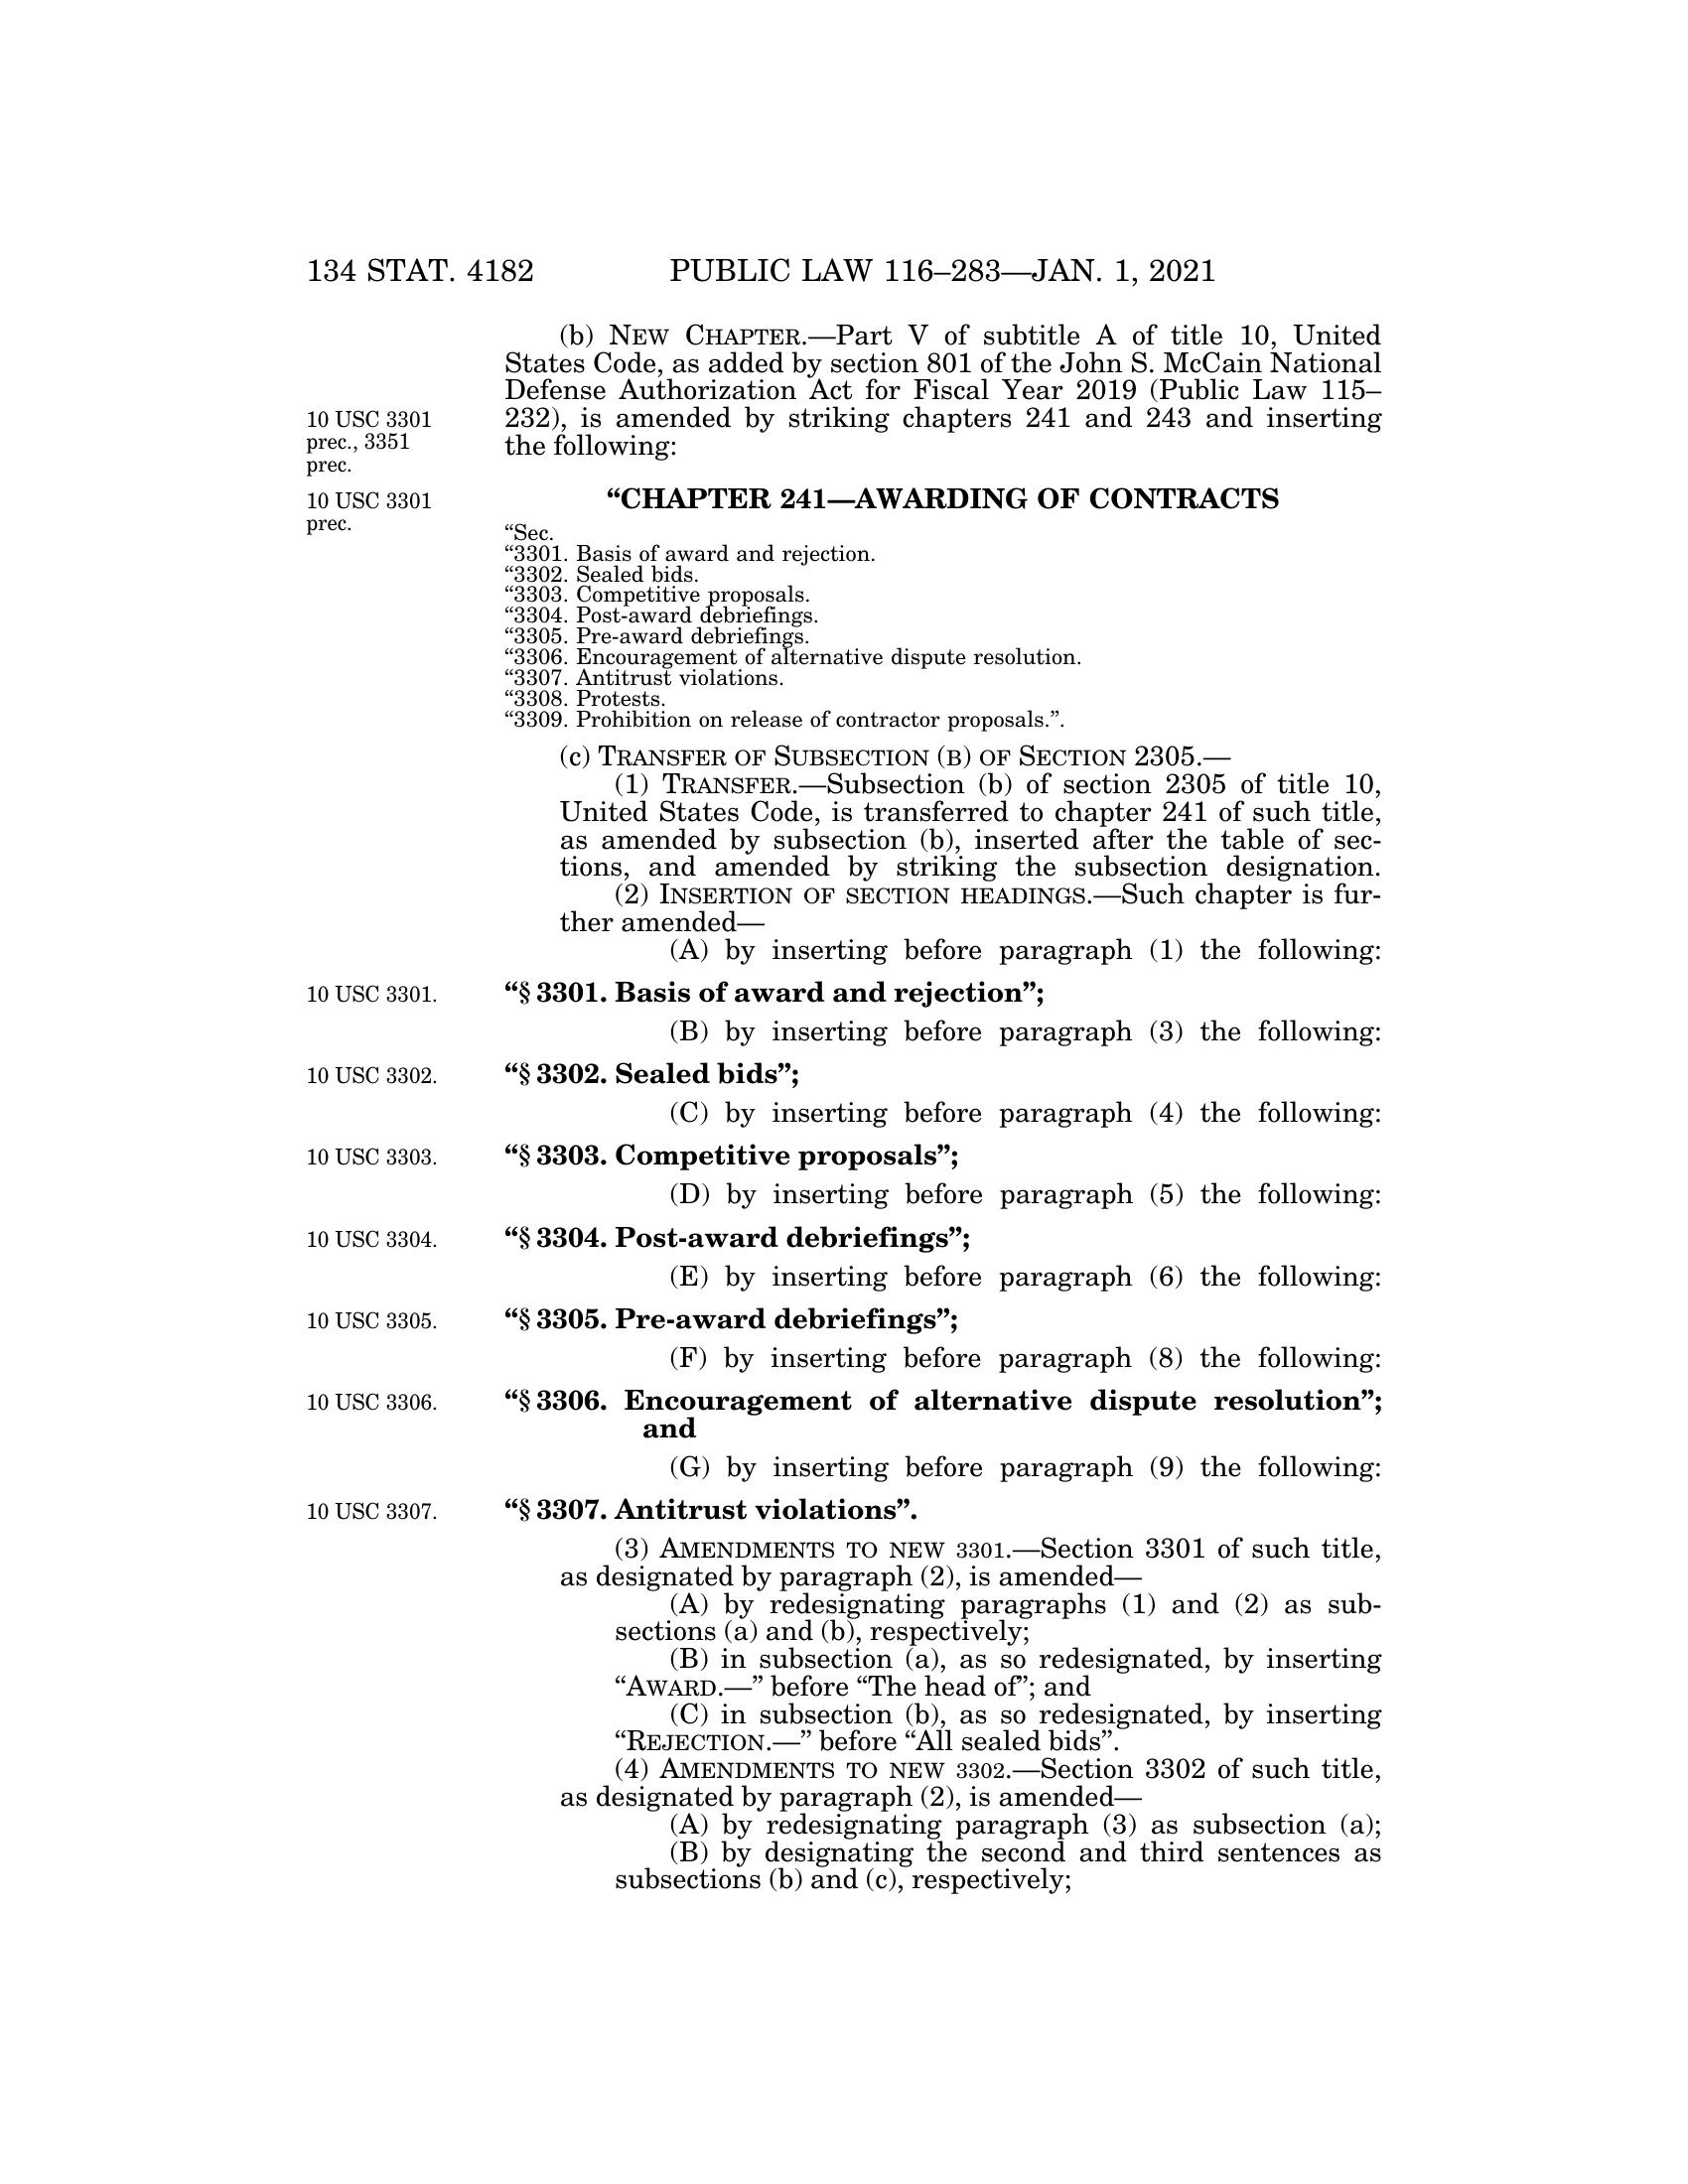 134 STAT. 4182 PUBLIC LAW 116–283—JAN. 1, 2021
(b) NEW CHAPTER.—Part V of subtitle A of title 10, United
States Code, as added by section 801 of the John S. McCain National
Defense Authorization Act for Fiscal Year 2019 (Public Law 115–
232), is amended by striking chapters 241 and 243 and inserting
the following:
10 USC 3301
prec., 3351
prec.
“CHAPTER 241—AWARDING OF CONTRACTS
10 USC 3301
prec.
“Sec.
“3301. Basis of award and rejection.
“3302. Sealed bids.
“3303. Competitive proposals.
“3304. Post-award debriefings.
“3305. Pre-award debriefings.
“3306. Encouragement of alternative dispute resolution.
“3307. Antitrust violations.
“3308. Protests.
“3309. Prohibition on release of contractor proposals.”.
(c) TRANSFER OF SUBSECTION (B) OF SECTION 2305.—
(1) TRANSFER.—Subsection (b) of section 2305 of title 10,
United States Code, is transferred to chapter 241 of such title,
as amended by subsection (b), inserted after the table of sec-
tions, and amended by striking the subsection designation.
(2) INSERTION OF SECTION HEADINGS.—Such chapter is fur-
ther amended—
(A) by inserting before paragraph (1) the following:
10 USC 3301.
“§ 3301. Basis of award and rejection”;
(B) by inserting before paragraph (3) the following:
10 USC 3302.
“§ 3302. Sealed bids”;
(C) by inserting before paragraph (4) the following:
10 USC 3303.
“§ 3303. Competitive proposals”;
(D) by inserting before paragraph (5) the following:
10 USC 3304.
“§ 3304. Post-award debriefings”;
(E) by inserting before paragraph (6) the following:
10 USC 3305.
“§ 3305. Pre-award debriefings”;
(F) by inserting before paragraph (8) the following:
10 USC 3306.
“§ 3306. Encouragement of alternative dispute resolution”;
and
(G) by inserting before paragraph (9) the following:
10 USC 3307.
“§ 3307. Antitrust violations”.
(3) AMENDMENTS TO NEW 3301.—Section 3301 of such title,
as designated by paragraph (2), is amended—
(A) by redesignating paragraphs (1) and (2) as sub-
sections (a) and (b), respectively;
(B) in subsection (a), as so redesignated, by inserting
“AWARD.—” before “The head of”; and
(C) in subsection (b), as so redesignated, by inserting
“REJECTION.—” before “All sealed bids”.
(4) AMENDMENTS TO NEW 3302.—Section 3302 of such title,
as designated by paragraph (2), is amended—
(A) by redesignating paragraph (3) as subsection (a);
(B) by designating the second and third sentences as
subsections (b) and (c), respectively;